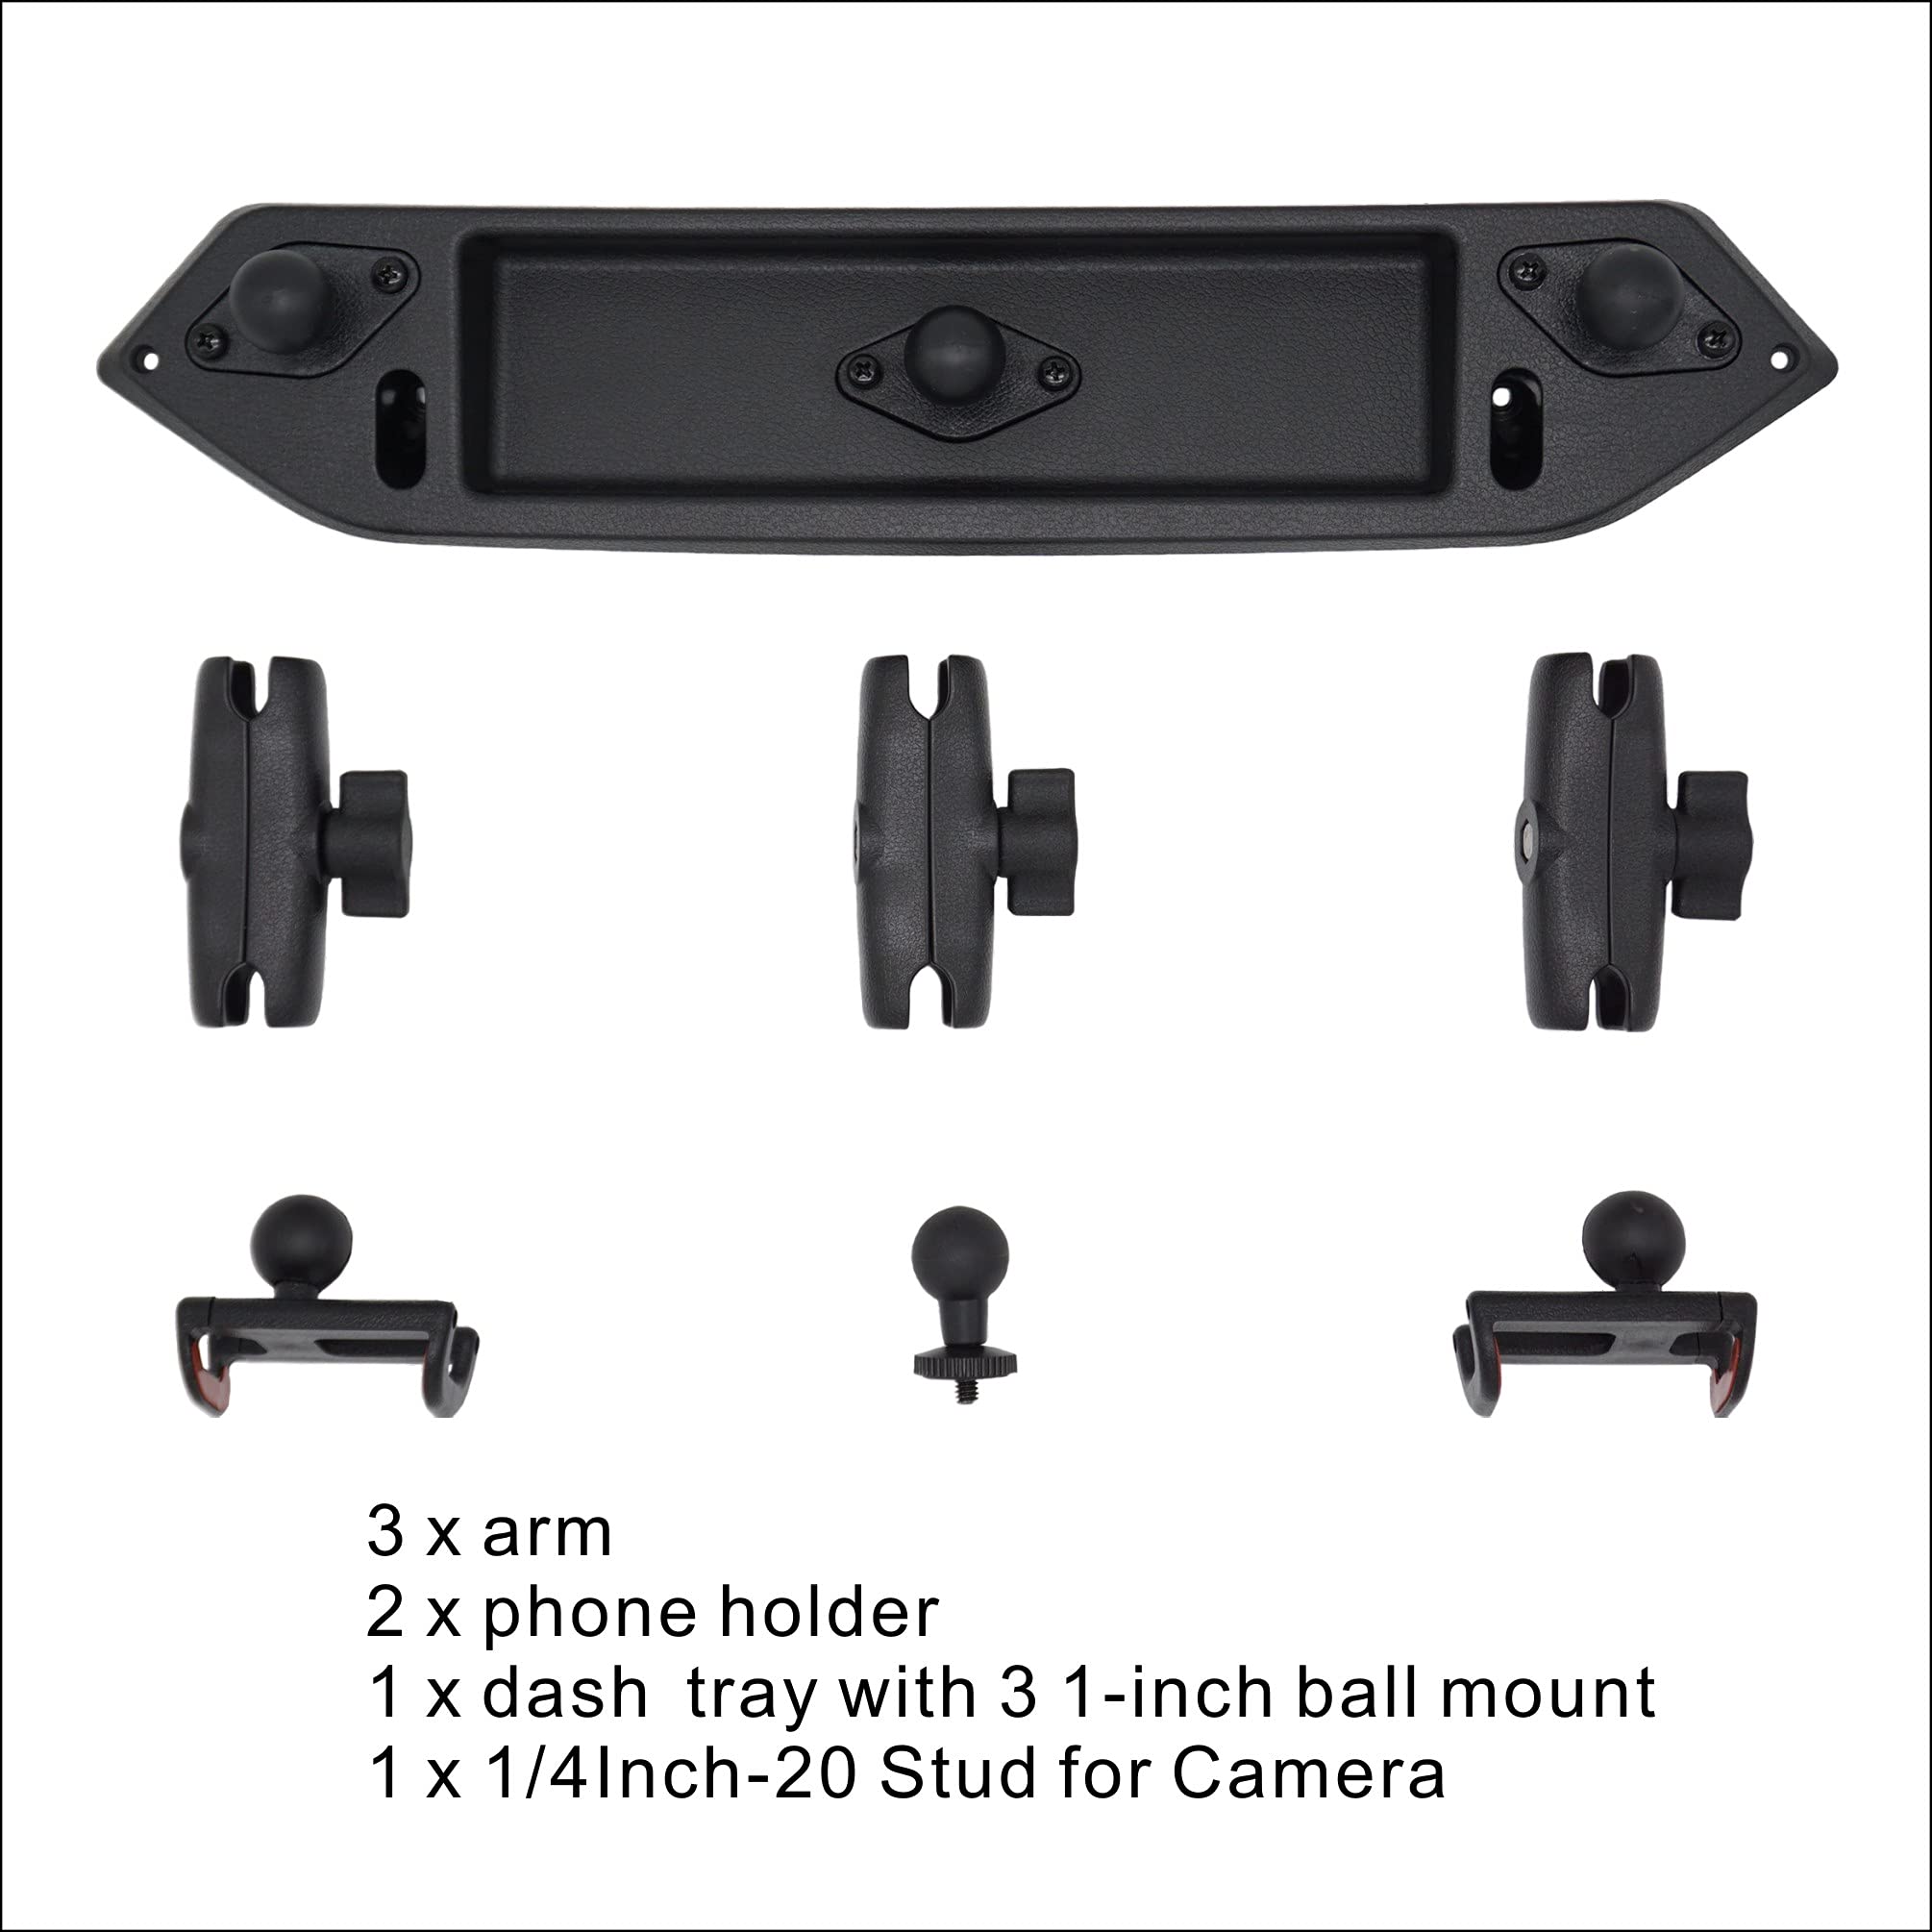 3 x arm
2 x phone holder
1 x dash tray with 3 1-inch ball mount
1 x 1/4Inch-20 Stud for Camera